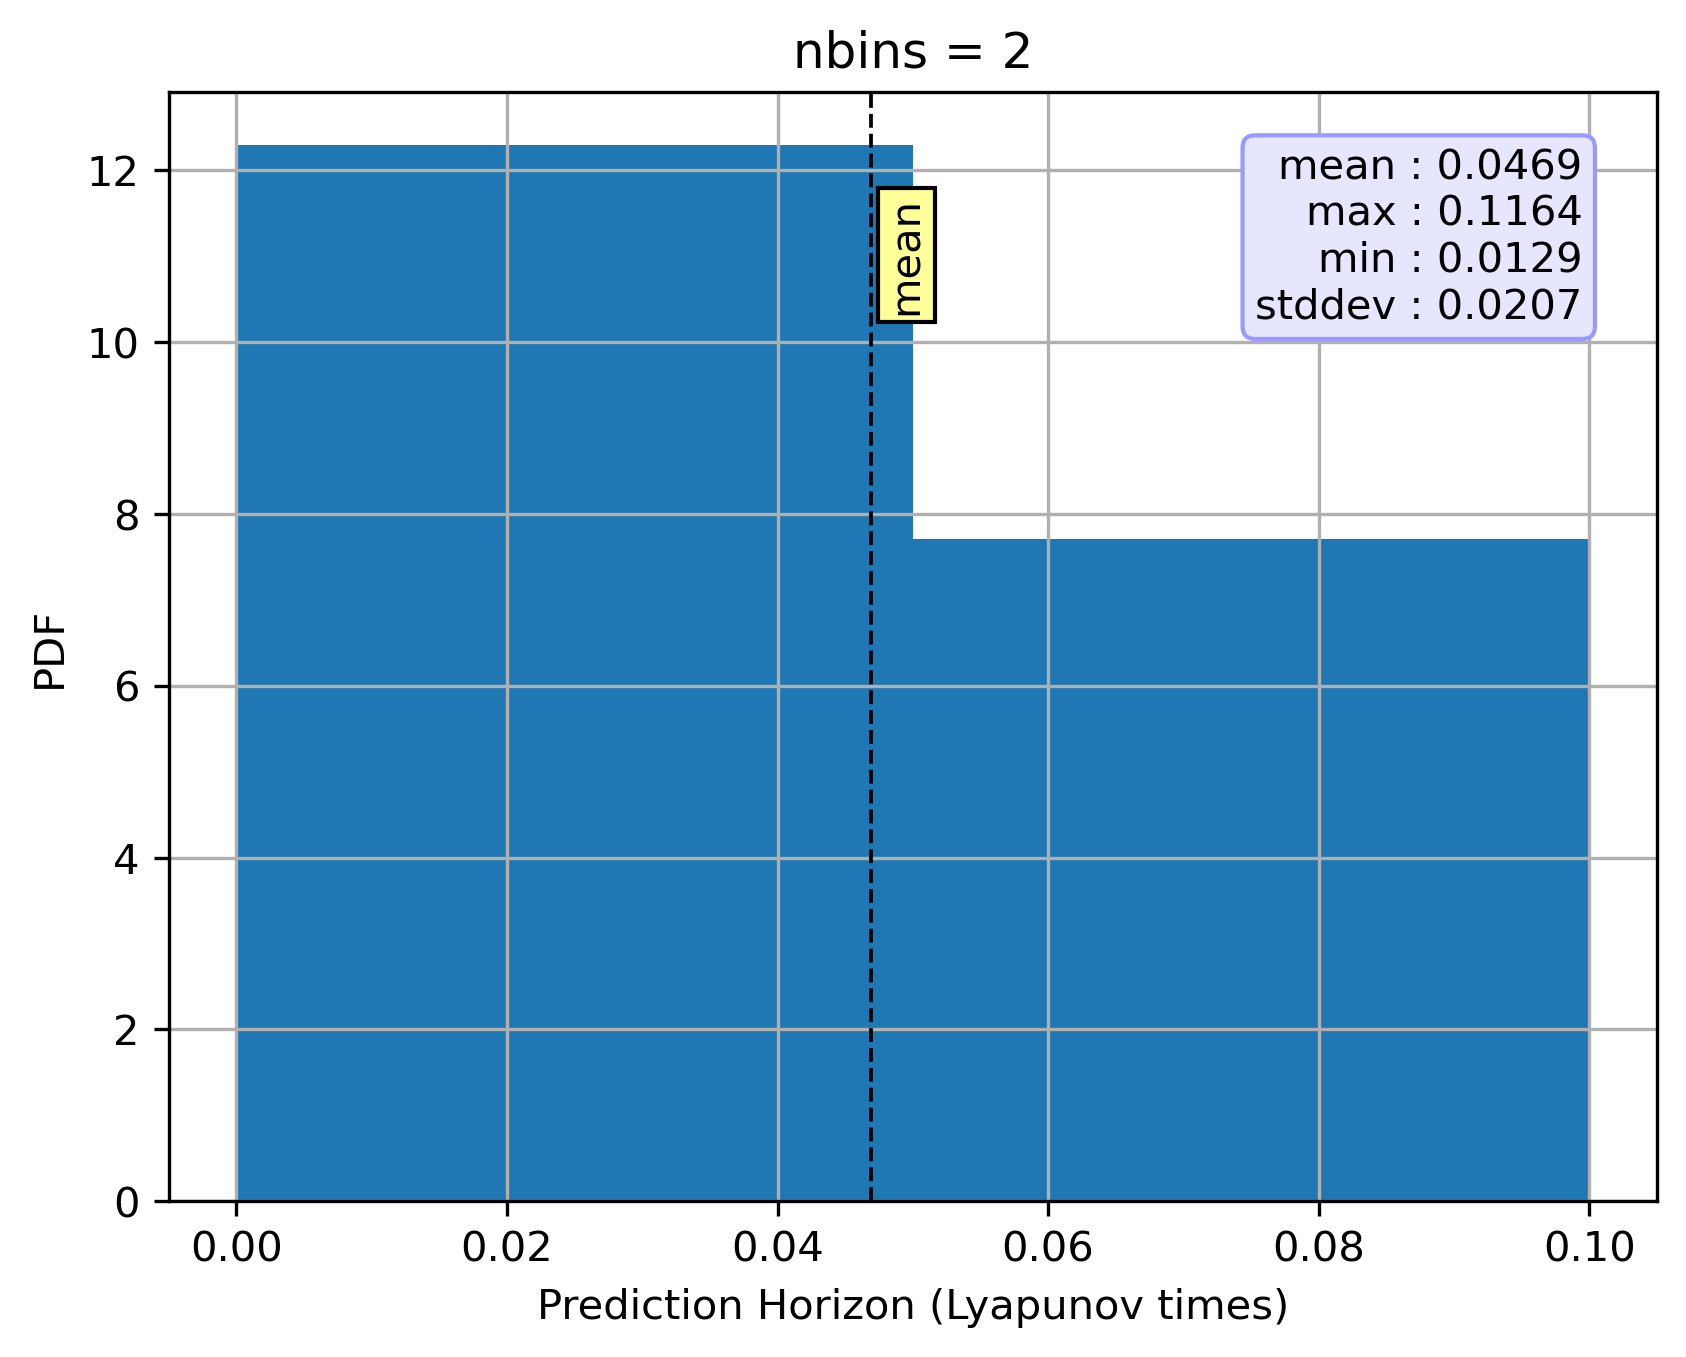 nbins = 2
mean : 0.0469
max : 0.1164
min : 0.0129
stddev : 0.0207
mean
12
10
8
6
4
2
0
PDF
0.00 0.02 0.04 0.06 0.08 0.10
Prediction Horizon (Lyapunov times)